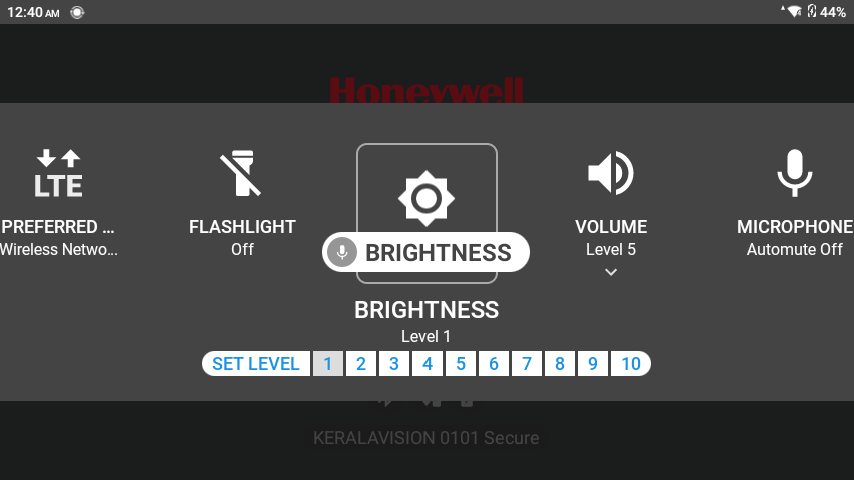 12:40 AM
44%
Honeywell
LTE
PREFERRED ...
Wireless Netwo...
FLASHLIGHT
Off
BRIGHTNESS
VOLUME
Level 5
MICROPHONE
Automute Off
BRIGHTNESS
Level 1
SET LEVEL 1 2 3 4 5 6 7 8 9 10
KERALAVISION 0101 Secure